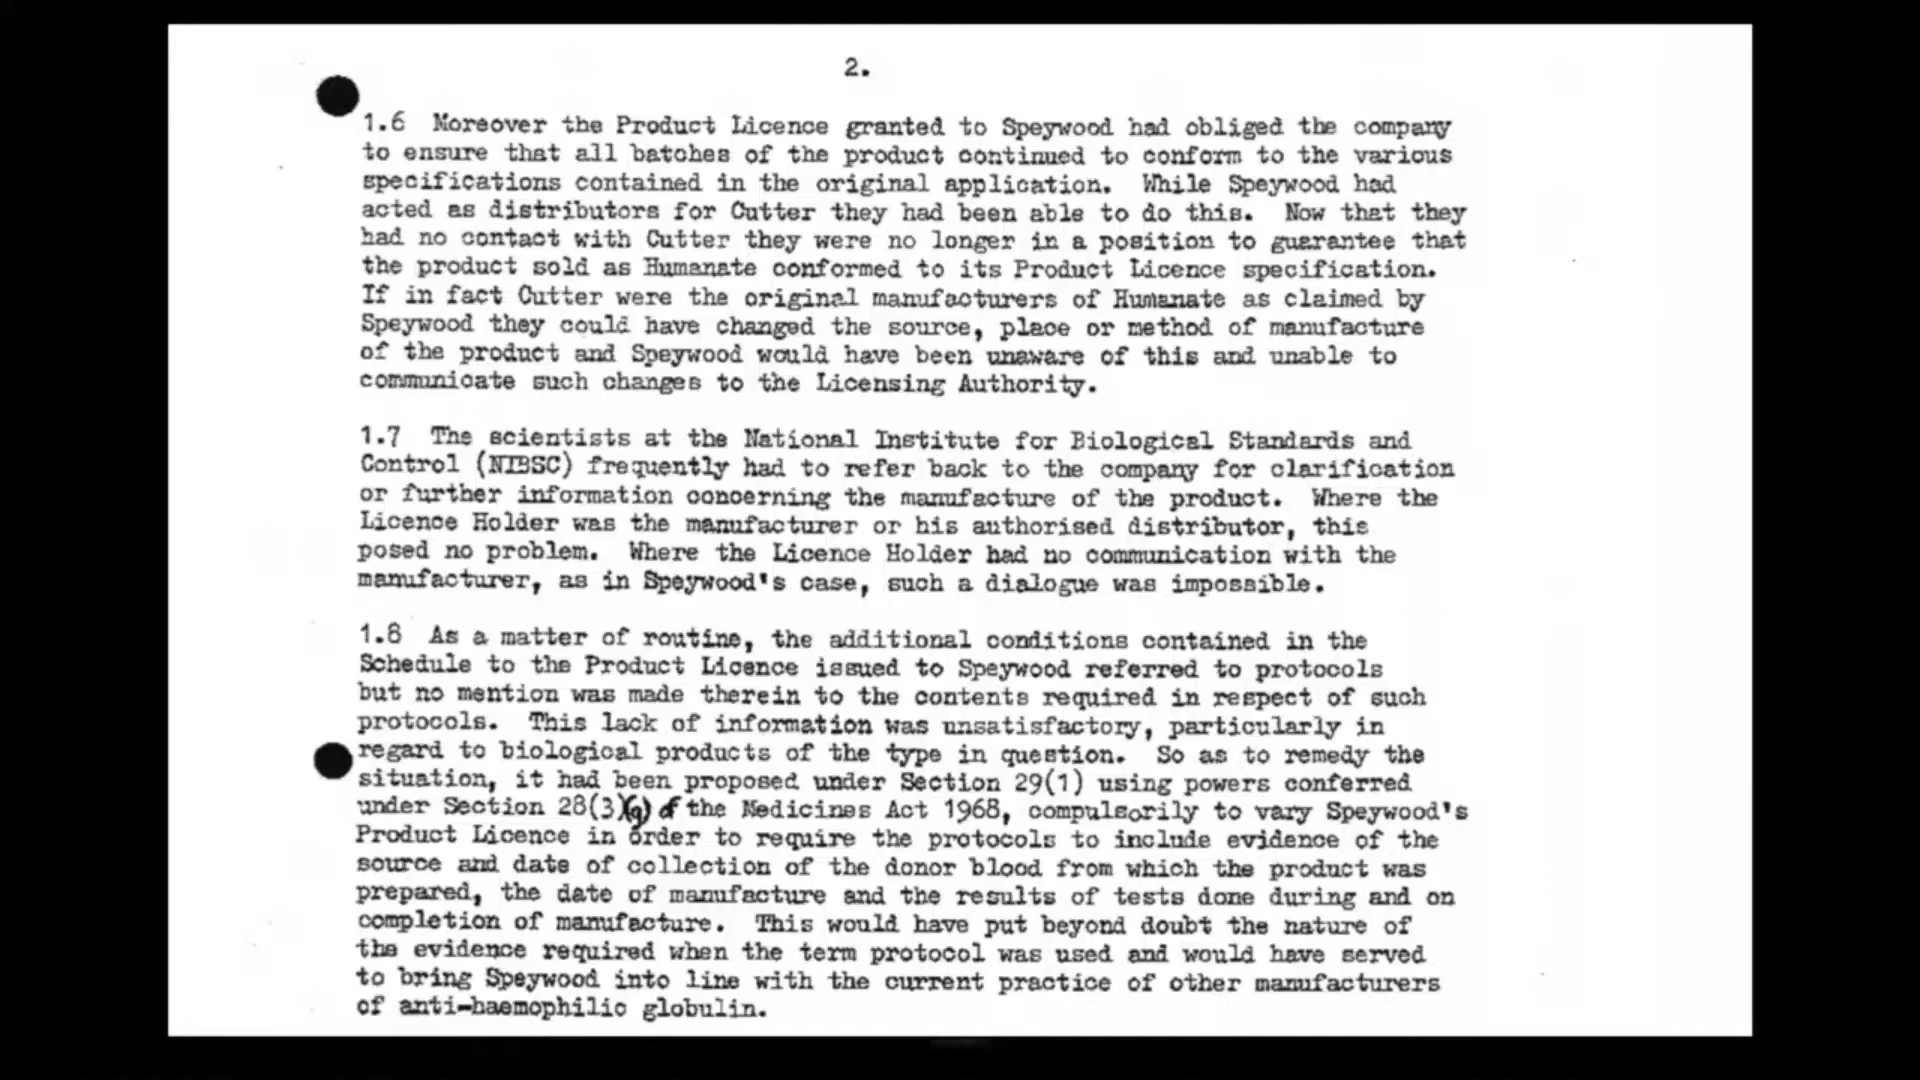 2.
1.6 Moreover the Product Licence granted to Speywood had obliged the company
to ensure that all batches of the product continued to conform to the various
specifications contained in the original application. While Speywood had
acted as distributors for Cutter they had been able to do this. Now that they
had no contact with Cutter they were no longer in a position to guarantee that
the product sold as Humanate conformed to its Product Licence specification.
If in fact Cutter were the original manufacturers of Humanate as claimed by
Speywood they could have changed the source, place or method of manufacture
of the product and Speywood would have been unaware of this and unable to
communicate such changes to the Licensing Authority.
1.7 The scientists at the National Institute for Biological Standards and
Control (NIBSC) frequently had to refer back to the company for clarification
or further information concerning the manufacture of the product. Where the
Licence Holder was the manufacturer or his authorised distributor, this
posed no problem. Where the Licence Holder had no communication with the
manufacturer, as in Speywood's case, such a dialogue was impossible.
1.8 As a matter of routine, the additional conditions contained in the
Schedule to the Product Licence issued to Speywood referred to protocols
but no mention was made therein to the contents required in respect of such
protocols. This lack of information was unsatisfactory, particularly in
regard to biological products of the type in question. So as to remedy the
situation, it had been proposed under Section 29(1) using powers conferred
under Section 28(3)(g) of the Medicines Act 1968, compulsorily to vary Speywood's
Product Licence in order to require the protocols to include evidence of the
source and date of collection of the donor blood from which the product was
prepared, the date of manufacture and the results of tests done during and on
completion of manufacture. This would have put beyond doubt the nature of
the evidence required when the term protocol was used and would have served
to bring Speywood into line with the current practice of other manufacturers
of anti-haemophilic globulin.